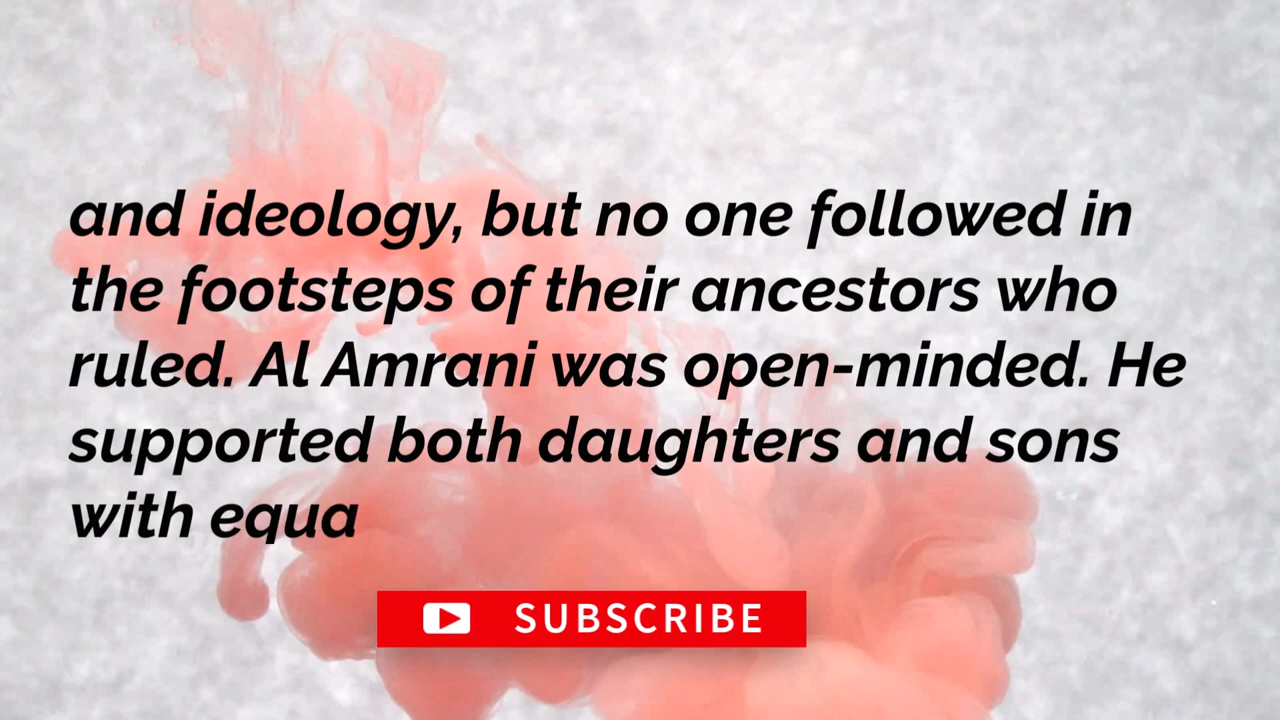 and ideology, but no one followed in
the footsteps of their ancestors who
ruled. Al Amrani was open-minded. He
supported both daughters and sons
with equa
SUBSCRIBE